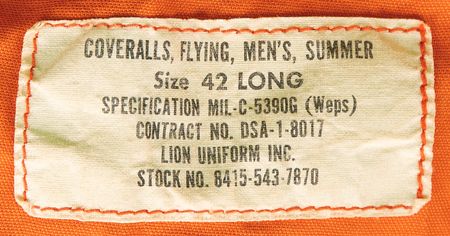 COVERALLS, FLYING, MEN'S, SUMMER
Size 42 LONG
SPECIFICATION MIL-C-5390G (Weps)
CONTRACT NO. DSA-1-8017
LION UNIFORM INC.
STOCK NO. 8415-543-7870